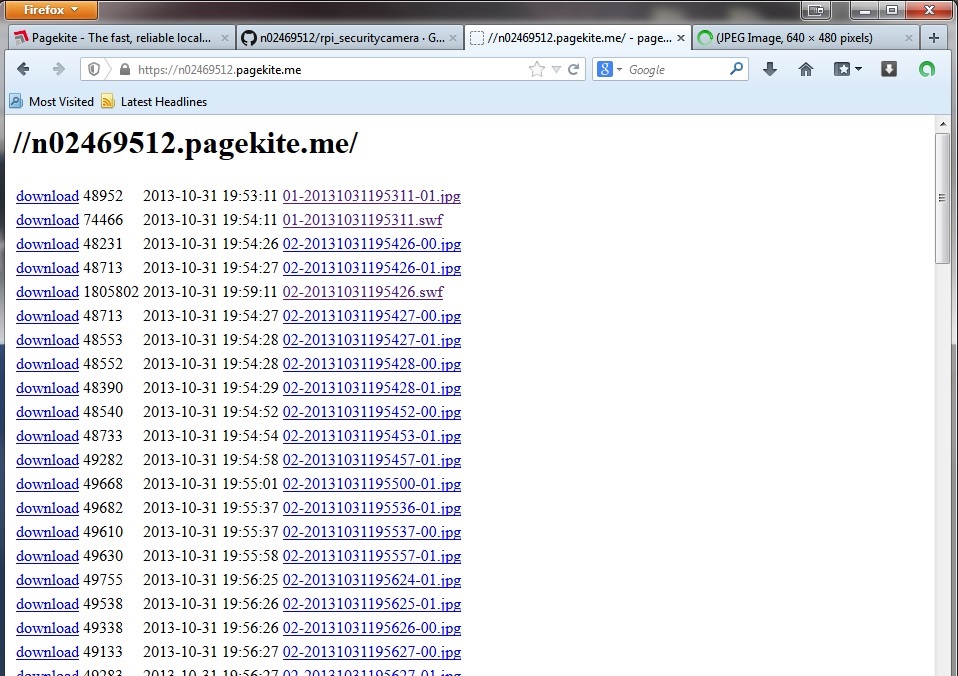 Firefox
Pagekite - The fast, reliable local...
n02469512/rpi_securitycamera · G...
//n02469512.pagekite.me/ - page...
(JPEG Image, 640 × 480 pixels)
https://n02469512.pagekite.me
Google
Most Visited
Latest Headlines
//n02469512.pagekite.me/
download 48952 2013-10-31 19:53:11 01-20131031195311-01.jpg
download 74466 2013-10-31 19:54:11 01-20131031195311.swf
download 48231 2013-10-31 19:54:26 02-20131031195426-00.jpg
download 48713 2013-10-31 19:54:27 02-20131031195426-01.jpg
download 1805802 2013-10-31 19:59:11 02-20131031195426.swf
download 48713 2013-10-31 19:54:27 02-20131031195427-00.jpg
download 48553 2013-10-31 19:54:28 02-20131031195427-01.jpg
download 48552 2013-10-31 19:54:28 02-20131031195428-00.jpg
download 48390 2013-10-31 19:54:29 02-20131031195428-01.jpg
download 48540 2013-10-31 19:54:52 02-20131031195452-00.jpg
download 48733 2013-10-31 19:54:54 02-20131031195453-01.jpg
download 49282 2013-10-31 19:54:58 02-20131031195457-01.jpg
download 49668 2013-10-31 19:55:01 02-20131031195500-01.jpg
download 49682 2013-10-31 19:55:37 02-20131031195536-01.jpg
download 49610 2013-10-31 19:55:37 02-20131031195537-00.jpg
download 49630 2013-10-31 19:55:58 02-20131031195557-01.jpg
download 49755 2013-10-31 19:56:25 02-20131031195624-01.jpg
download 49538 2013-10-31 19:56:26 02-20131031195625-01.jpg
download 49338 2013-10-31 19:56:26 02-20131031195626-00.jpg
download 49133 2013-10-31 19:56:27 02-20131031195627-00.jpg
download 49283 2013-10-31 19:56:27 02-20131031195627-01.jpg